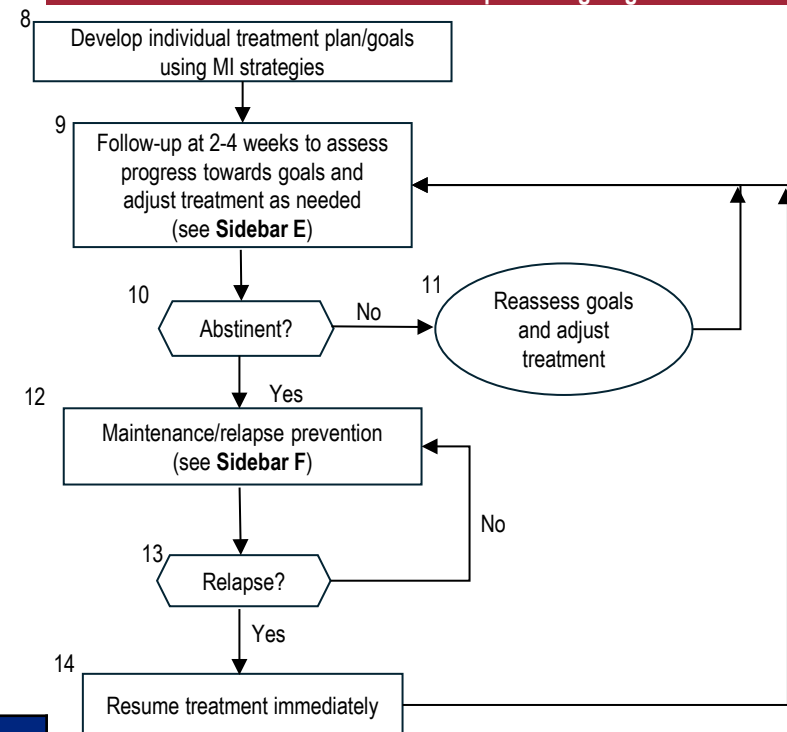 8
Develop individual treatment plan/goals
using MI strategies
9
Follow-up at 2-4 weeks to assess
progress towards goals and
adjust treatment as needed
(see Sidebar E)
10
Abstinent?
No
11
Reassess goals
and adjust
treatment
Yes
12
Maintenance/relapse prevention
(see Sidebar F)
No
13
Relapse?
Yes
14
Resume treatment immediately